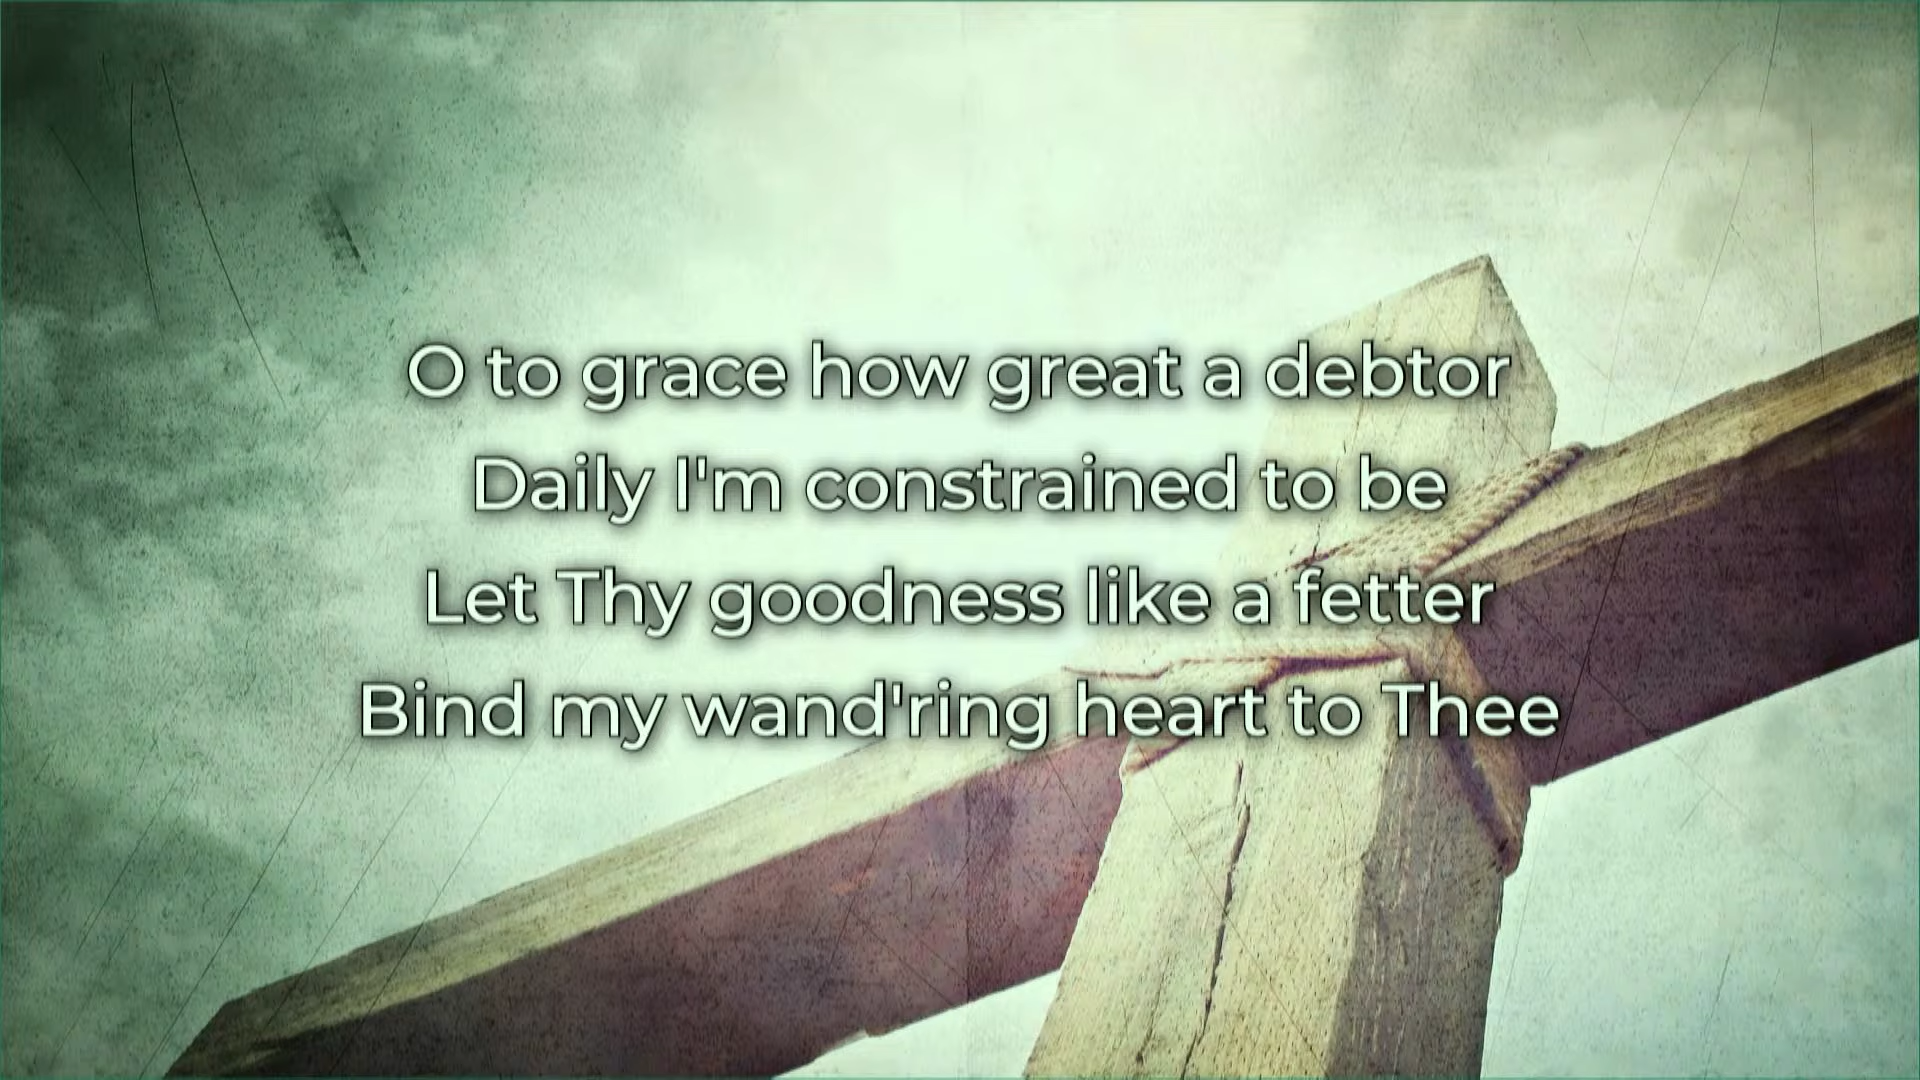 O to grace how great a debtor
Daily I'm constrained to be
Let Thy goodness like a fetter
Bind my wand'ring heart to Thee